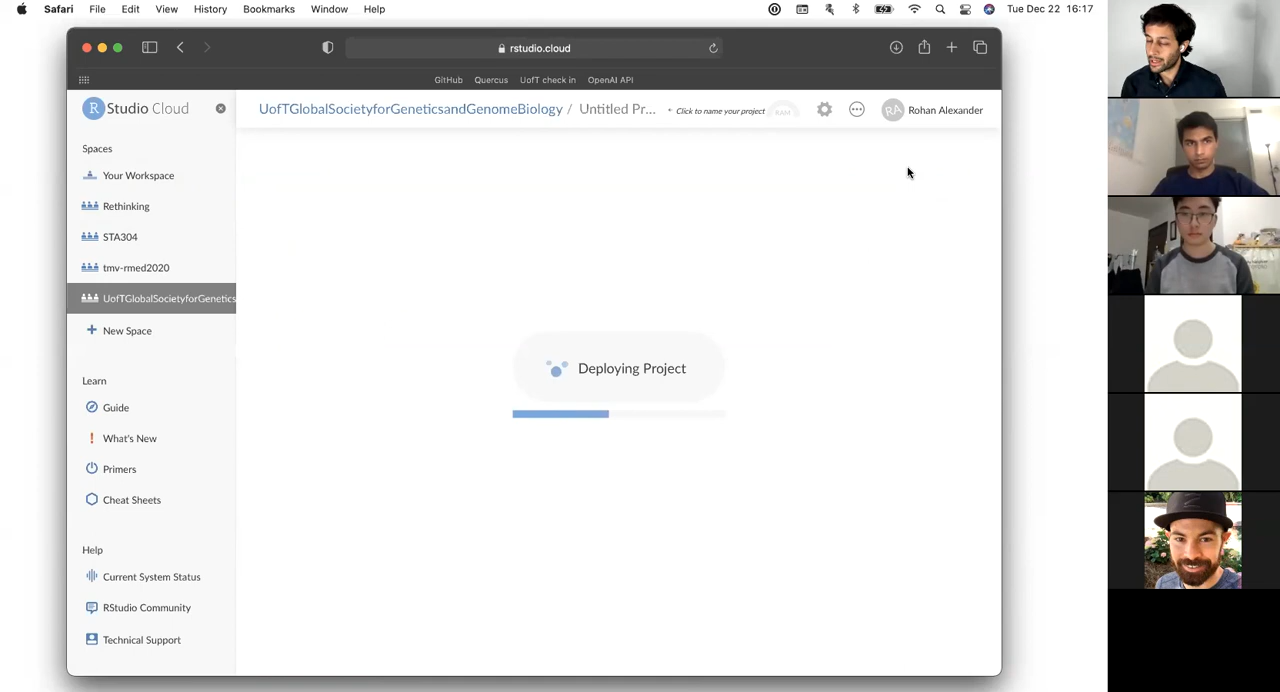 Safari File Edit View History Bookmarks Window Help Tue Dec 22 16:17
rstudio.cloud
GitHub Quercus UofT check in OpenAI API
R Studio Cloud
UofTGlobalSocietyforGeneticsandGenomeBiology / Untitled Pr... Click to name your project RAM RA Rohan Alexander
Spaces
Your Workspace
Rethinking
STA304
tmv-rmed2020
UofTGlobalSocietyforGenetics
New Space
Deploying Project
Learn
Guide
What's New
Primers
Cheat Sheets
Help
Current System Status
RStudio Community
Technical Support